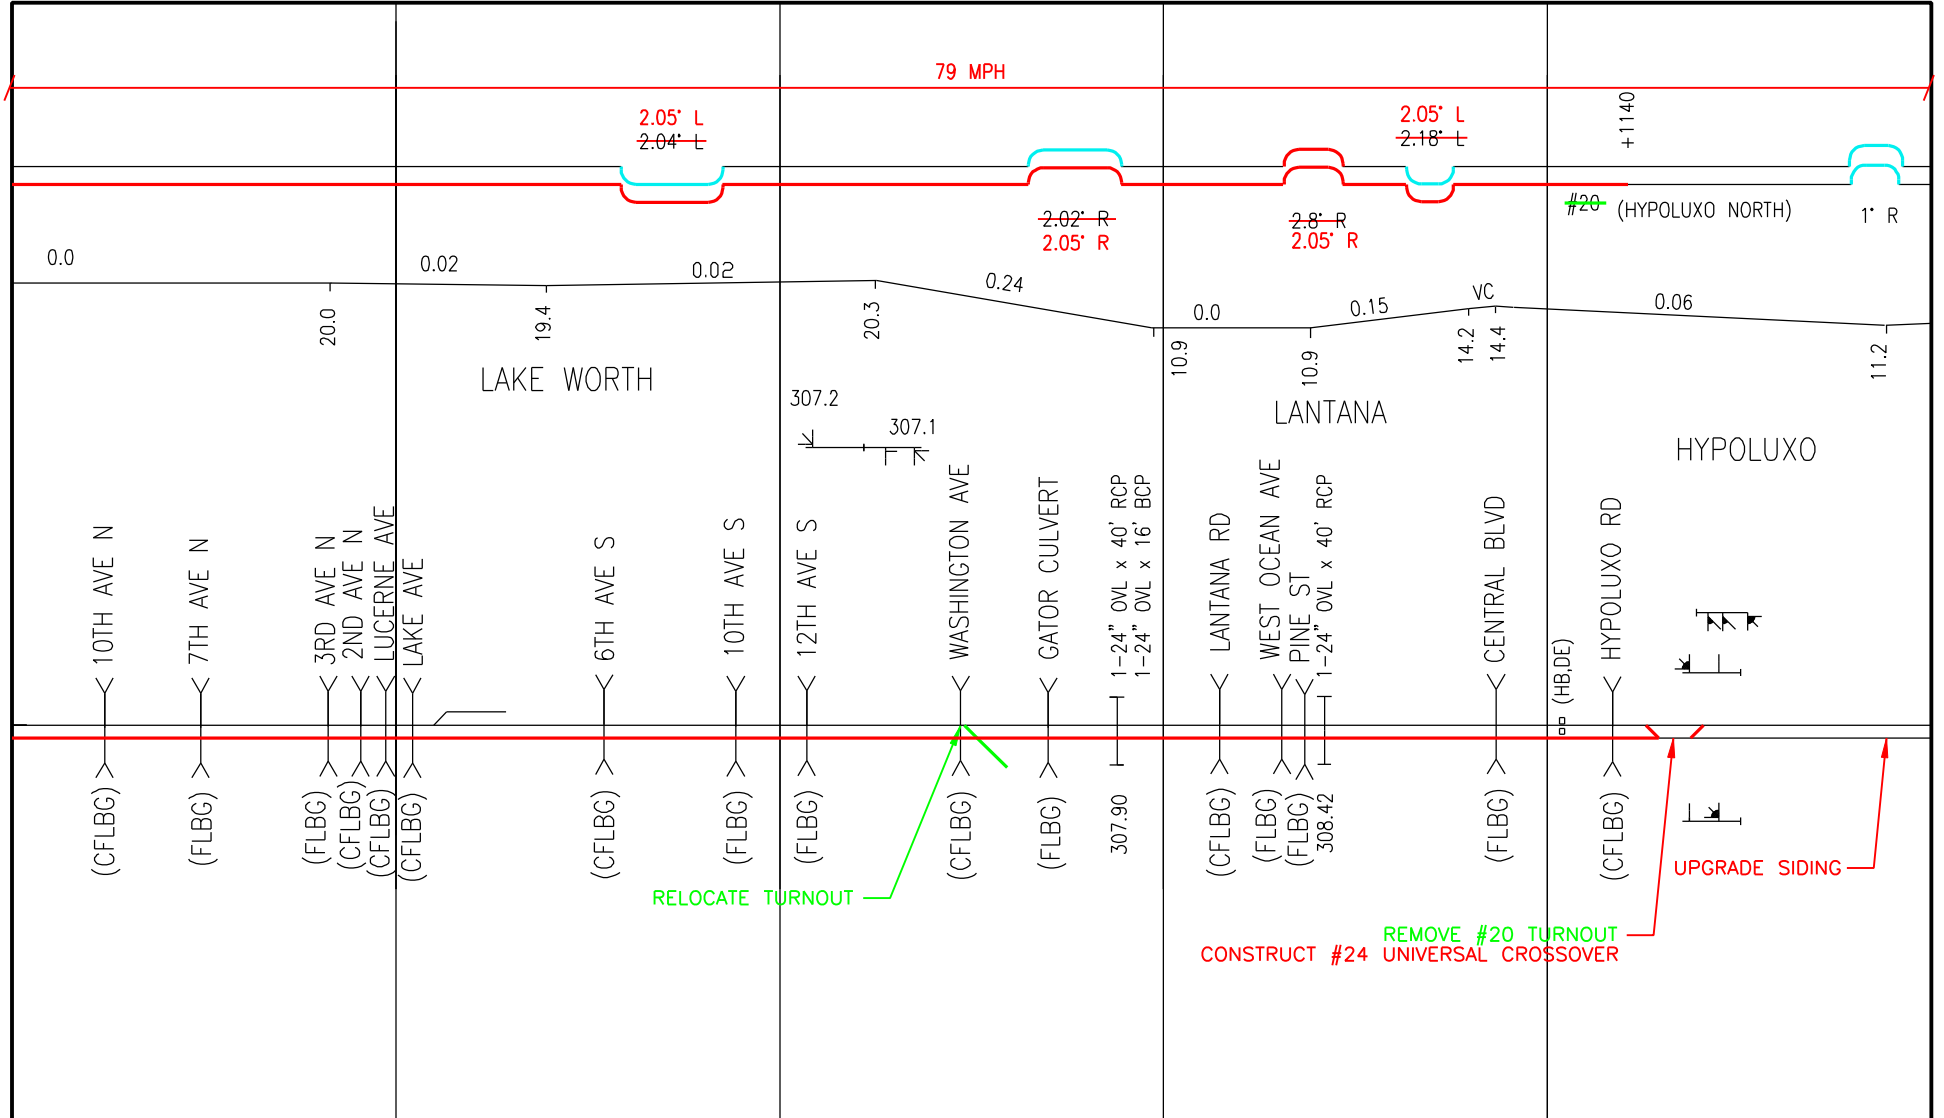 79 MPH
2.05° L
2.04° L
2.05° L
2.18° L
+1140
2.02° R
2.05° R
2.8° R
2.05° R
#20 (HYPOLUXO NORTH)
1° R
0.0
0.02
0.02
0.24
0.0
0.15
VC
0.06
20.0
19.4
20.3
10.9
10.9
14.2
14.4
11.2
LAKE WORTH
LANTANA
HYPOLUXO
307.2
307.1
10TH AVE N
7TH AVE N
3RD AVE N
2ND AVE N
LUCERNE AVE
LAKE AVE
6TH AVE S
10TH AVE S
12TH AVE S
WASHINGTON AVE
GATOR CULVERT
1-24" OVL x 40' RCP
1-24" OVL x 16' BCP
LANTANA RD
WEST OCEAN AVE
PINE ST
1-24" OVL x 40' RCP
CENTRAL BLVD
(HB,DE)
HYPOLUXO RD
(CFLBG)
(FLBG)
(FLBG)
(CFLBG)
(CFLBG)
(CFLBG)
(CFLBG)
(FLBG)
(FLBG)
(CFLBG)
(FLBG)
307.90
(CFLBG)
(FLBG)
(FLBG)
308.42
(FLBG)
(CFLBG)
UPGRADE SIDING
RELOCATE TURNOUT
REMOVE #20 TURNOUT
CONSTRUCT #24 UNIVERSAL CROSSOVER